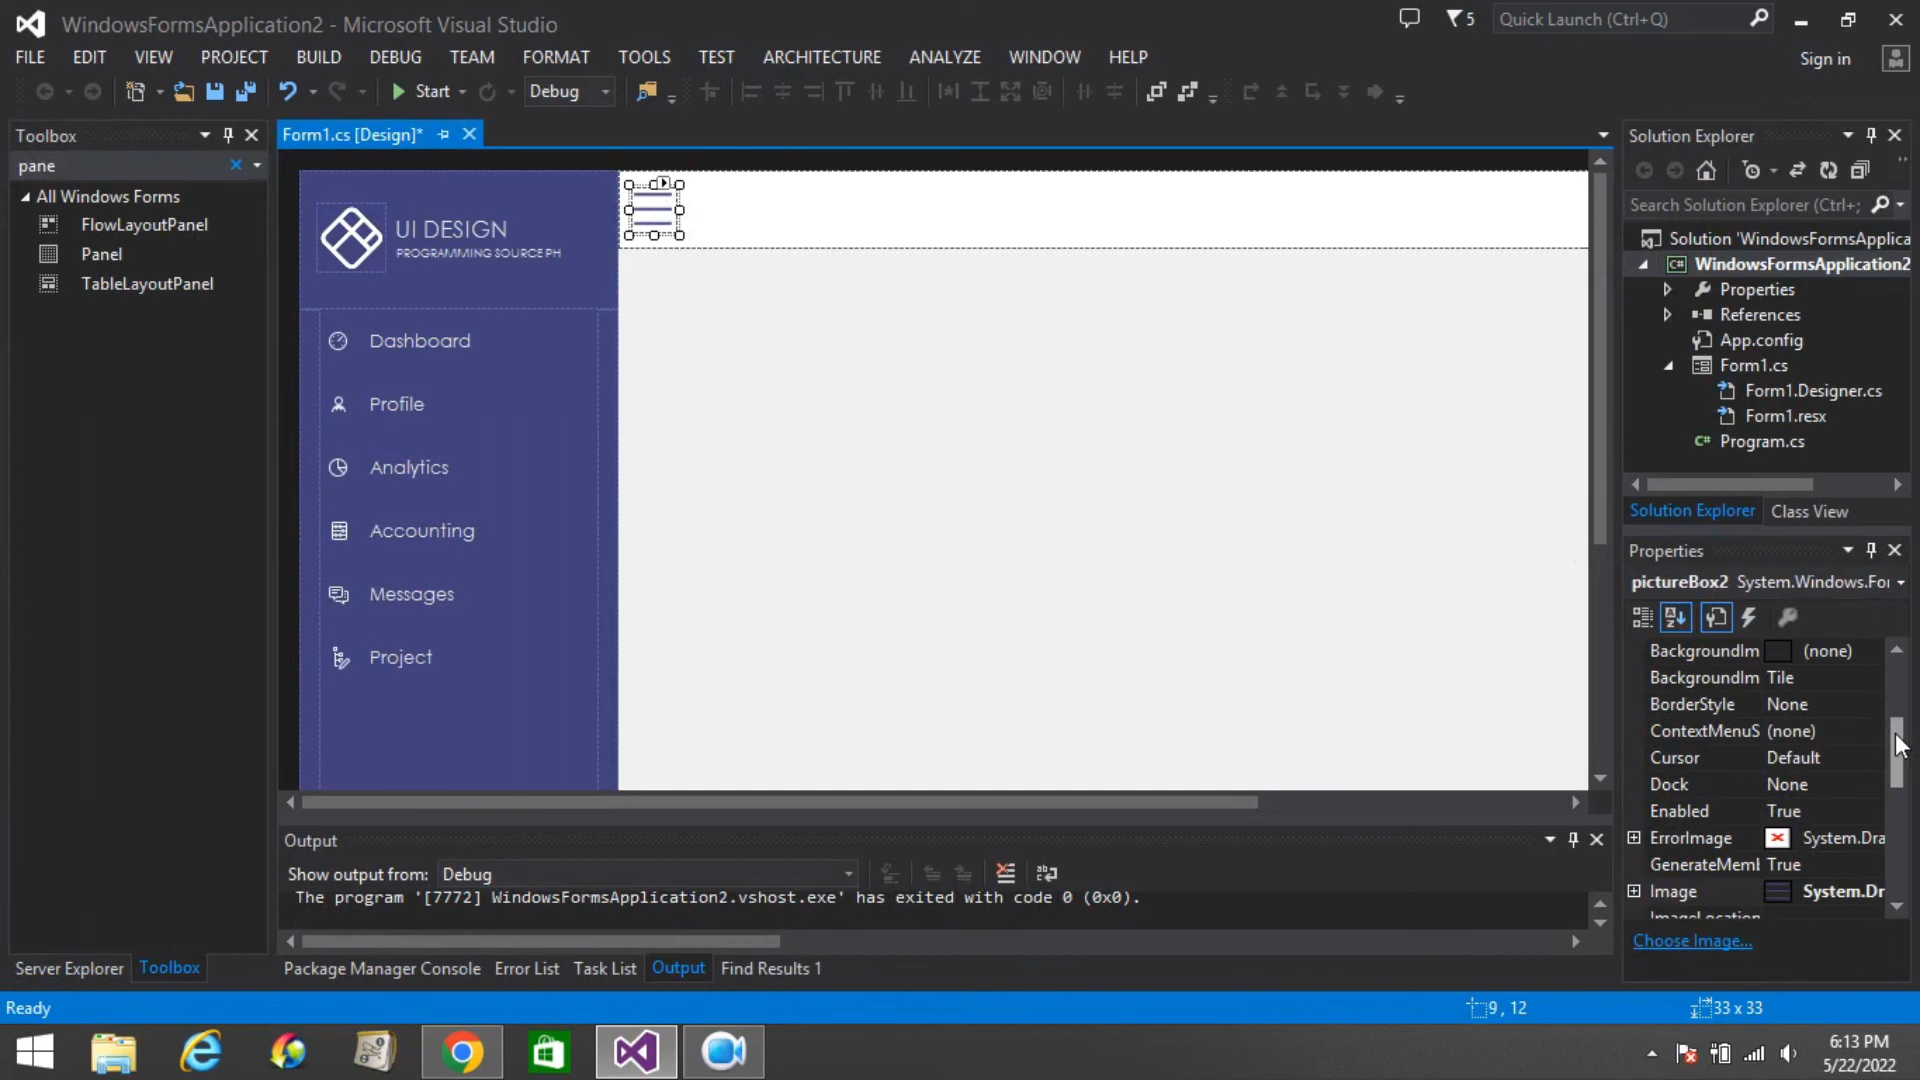 WindowsFormsApplication2 - Microsoft Visual Studio
5
Quick Launch (Ctrl+Q)
FILE EDIT VIEW PROJECT BUILD DEBUG TEAM FORMAT TOOLS TEST ARCHITECTURE ANALYZE WINDOW HELP
Sign in
Start
Debug
Toolbox
pane
All Windows Forms
FlowLayoutPanel
Panel
TableLayoutPanel
Form1.cs [Design]*
UI DESIGN
PROGRAMMING SOURCE PH
Dashboard
Profile
Analytics
Accounting
Messages
Project
Output
Show output from: Debug
The program '[7772] WindowsFormsApplication2.vshost.exe' has exited with code 0 (0x0).
Server Explorer Toolbox
Package Manager Console Error List Task List Output Find Results 1
Solution Explorer
Search Solution Explorer (Ctrl+;
Solution 'WindowsFormsApplica
C# WindowsFormsApplication2
Properties
References
App.config
Form1.cs
Form1.Designer.cs
Form1.resx
C# Program.cs
Solution Explorer Class View
Properties
pictureBox2 System.Windows.For
BackgroundIm (none)
BackgroundIm Tile
BorderStyle None
ContextMenuS (none)
Cursor Default
Dock None
Enabled True
ErrorImage System.Dra
GenerateMemb True
Image System.Dr
ImageLocation
Choose Image...
Ready
9 , 12
33 x 33
6:13 PM
5/22/2022